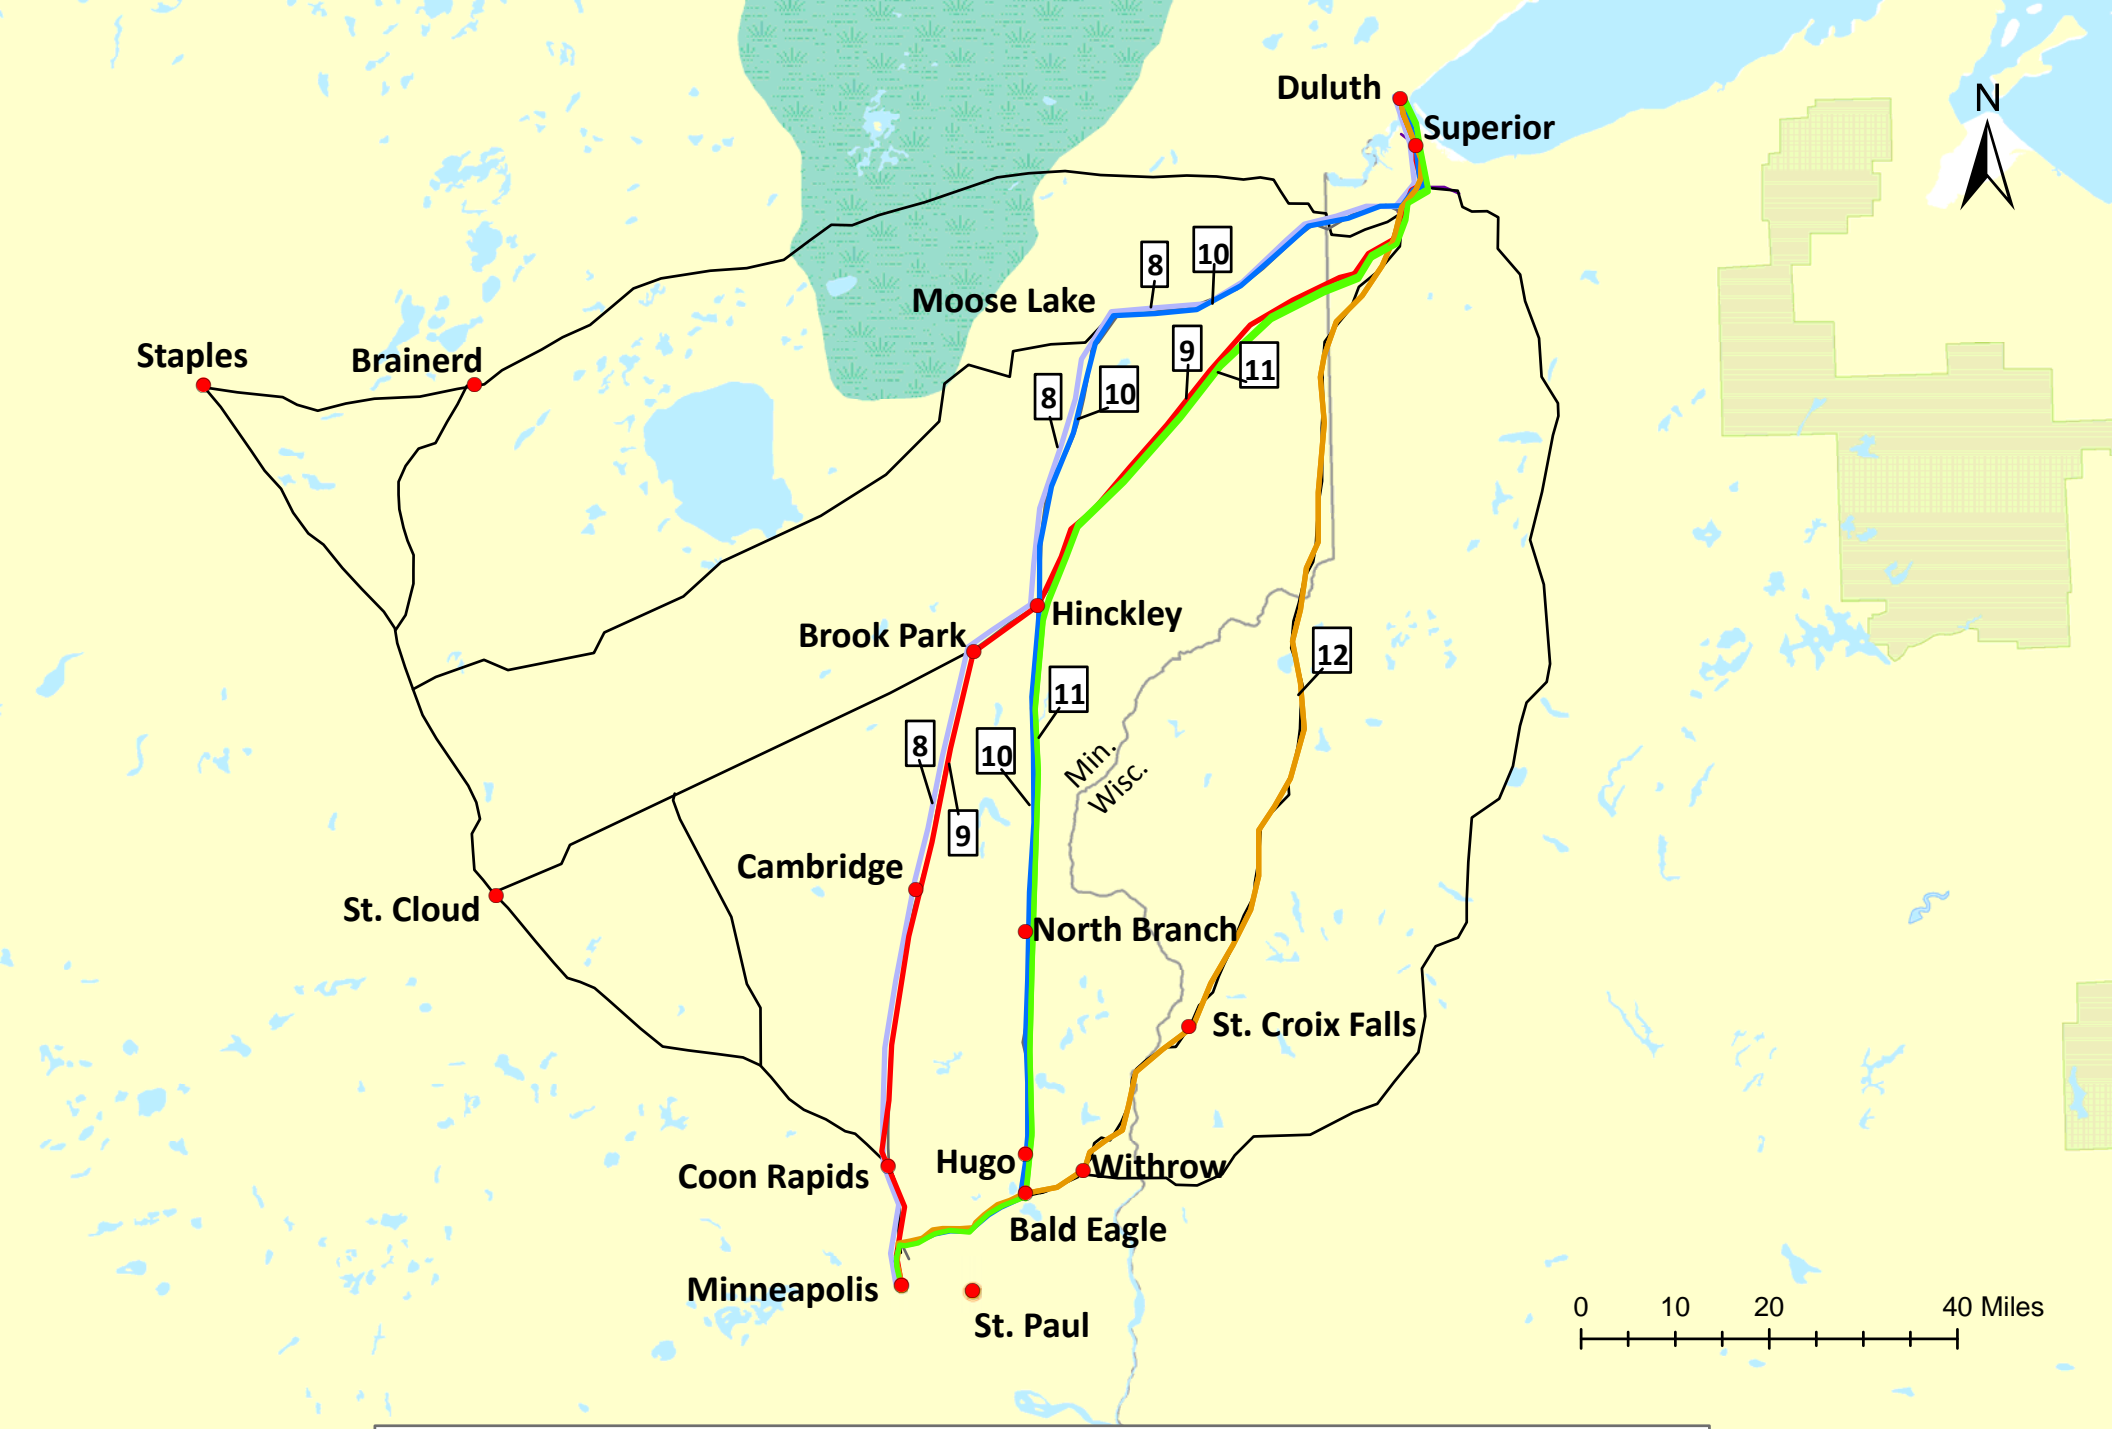 Duluth
N
Superior
8
10
Moose Lake
9
11
Staples
Brainerd
8
10
Hinckley
Brook Park
12
11
8
10
Min.
Wisc.
9
Cambridge
St. Cloud
North Branch
St. Croix Falls
Hugo
Withrow
Coon Rapids
Bald Eagle
Minneapolis
St. Paul
0 10 20 40 Miles